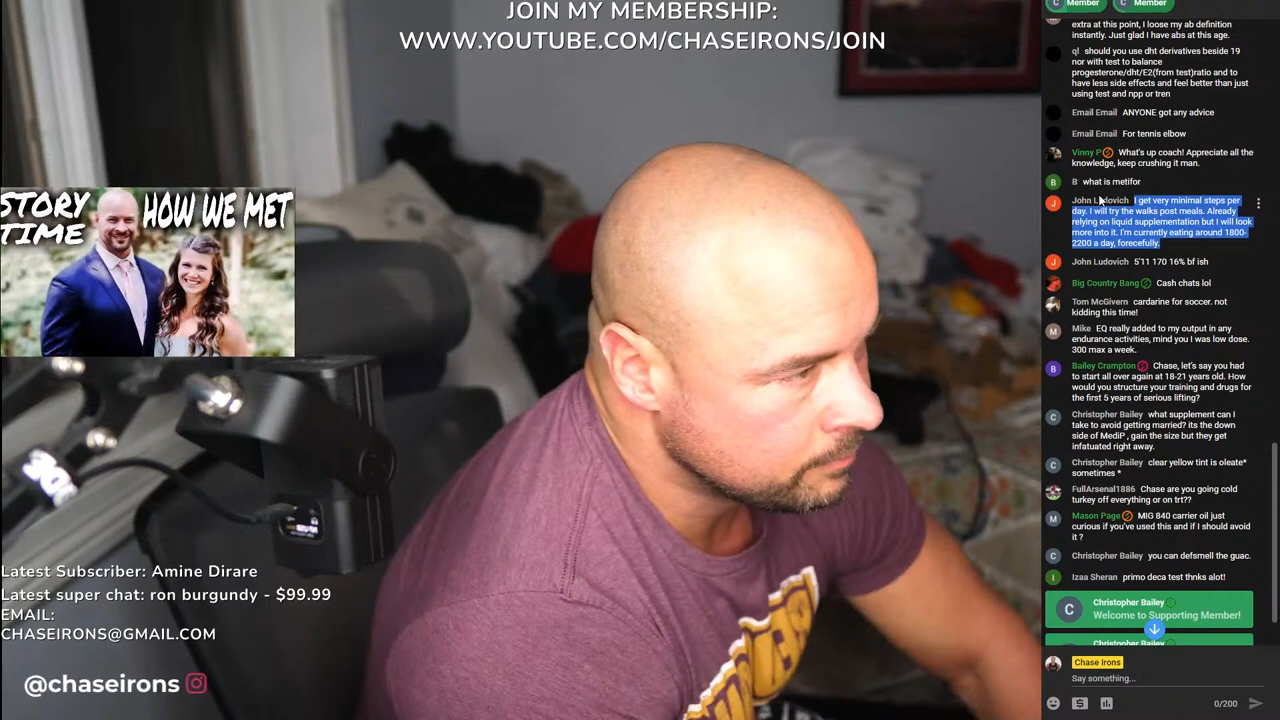 JOIN MY MEMBERSHIP:
WWW.YOUTUBE.COM/CHASEIRONS/JOIN
STORY
TIME
HOW WE MET
Latest Subscriber: Amine Dirare
Latest super chat: ron burgundy - $99.99
EMAIL:
CHASEIRONS@GMAIL.COM
@chaseirons
C Member
C Member
extra at this point, I loose my ab definition
instantly. Just glad I have abs at this age.
ql should you use dht derivatives beside 19
nor with test to balance
progesterone/dht/E2(from test)ratio and to
have less side effects and feel better than just
using test and npp or tren
Email Email ANYONE got any advice
Email Email For tennis elbow
Vinny P What's up coach! Appreciate all the
knowledge, keep crushing it man.
B B what is metifor
J John Ludovich I get very minimal steps per
day. I will try the walks post meals. Already
relying on liquid supplementation but I will look
more into it. I'm currently eating around 1800-
2200 a day, forecefully.
J John Ludovich 5'11 170 16% bf ish
Big Country Bang Cash chats lol
Tom McGivern cardarine for soccer. not
kidding this time!
M Mike EQ really added to my output in any
endurance activities, mind you I was low dose.
300 max a week.
B Bailey Crampton Chase, let's say you had
to start all over again at 18-21 years old. How
would you structure your training and drugs for
the first 5 years of serious lifting?
C Christopher Bailey what supplement can I
take to avoid getting married? its the down
side of MediP , gain the size but they get
infatuated right away.
C Christopher Bailey clear yellow tint is oleate*
sometimes *
FullArsenal1886 Chase are you going cold
turkey off everything or on trt??
M Mason Page MIG 840 carrier oil just
curious if you've used this and if I should avoid
it ?
C Christopher Bailey you can defsmell the guac.
I Izaa Sheran primo deca test thnks alot!
C Christopher Bailey
Welcome to Supporting Member!
Christopher Bailey
Chase Irons
Say something...
0/200